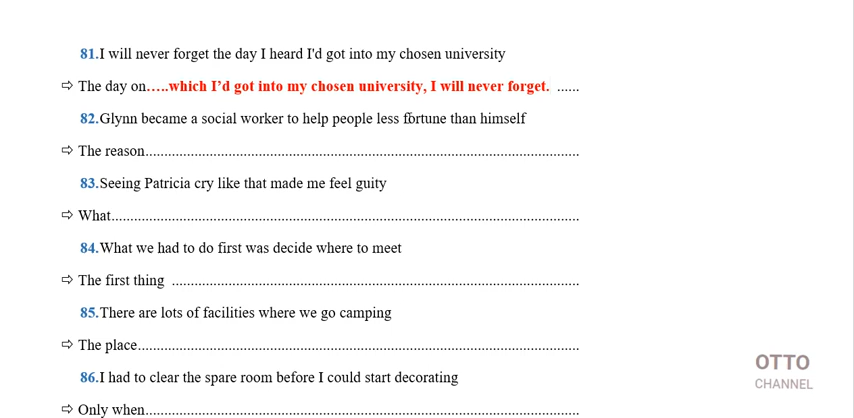 81.I will never forget the day I heard I'd got into my chosen university
⇨ The day on…..which I’d got into my chosen university, I will never forget. ......
82.Glynn became a social worker to help people less fortune than himself
⇨ The reason....................................................................................................................
83.Seeing Patricia cry like that made me feel guity
⇨ What.............................................................................................................................
84.What we had to do first was decide where to meet
⇨ The first thing ...........................................................................................................
85.There are lots of facilities where we go camping
⇨ The place......................................................................................................................
86.I had to clear the spare room before I could start decorating
⇨ Only when....................................................................................................................
OTTO
CHANNEL